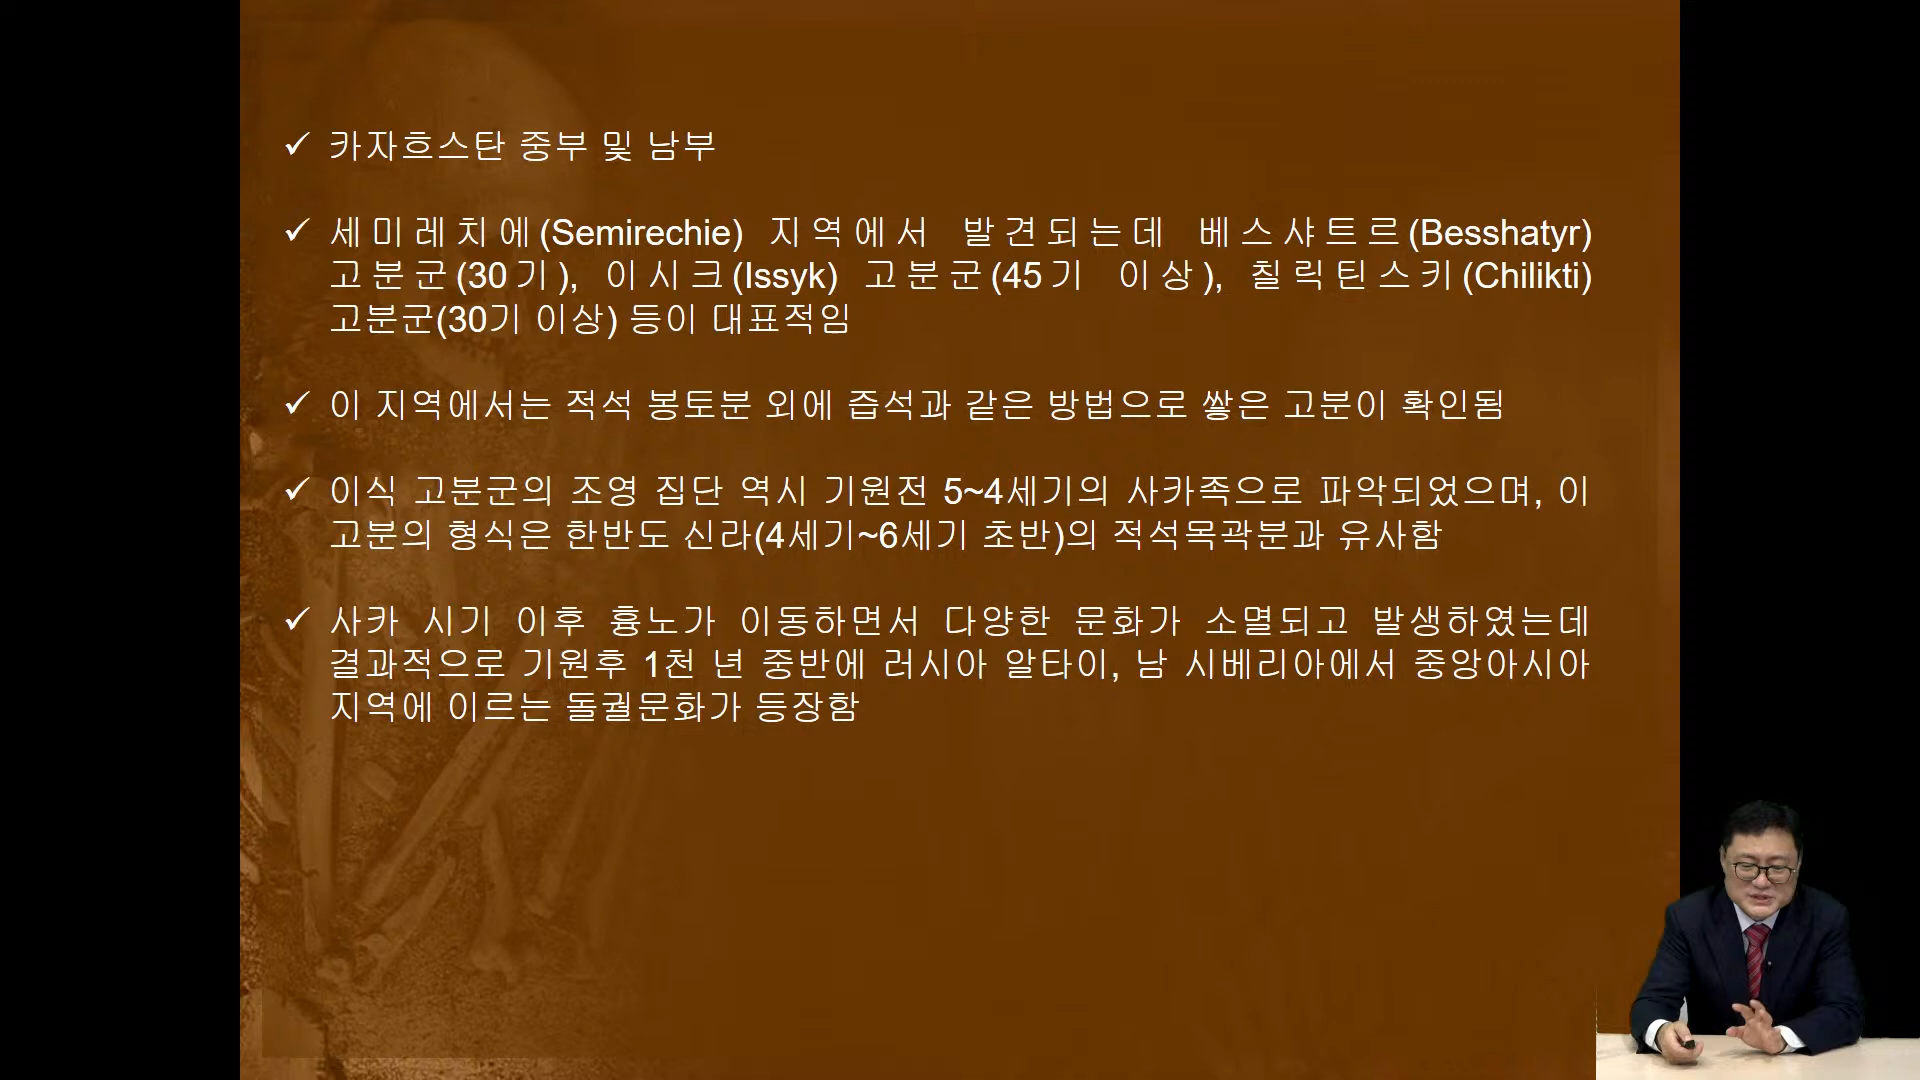 ✓ 카자흐스탄 중부 및 남부
✓ 세미레치에(Semirechie) 지역에서 발견되는데 베스샤트르(Besshatyr)
고분군(30기), 이시크(Issyk) 고분군(45기 이상), 칠릭틴스키(Chilikti)
고분군(30기 이상) 등이 대표적임
✓ 이 지역에서는 적석 봉토분 외에 즙석과 같은 방법으로 쌓은 고분이 확인됨
✓ 이식 고분군의 조영 집단 역시 기원전 5~4세기의 사카족으로 파악되었으며, 이
고분의 형식은 한반도 신라(4세기~6세기 초반)의 적석목곽분과 유사함
✓ 사카 시기 이후 흉노가 이동하면서 다양한 문화가 소멸되고 발생하였는데
결과적으로 기원후 1천 년 중반에 러시아 알타이, 남 시베리아에서 중앙아시아
지역에 이르는 돌궐문화가 등장함